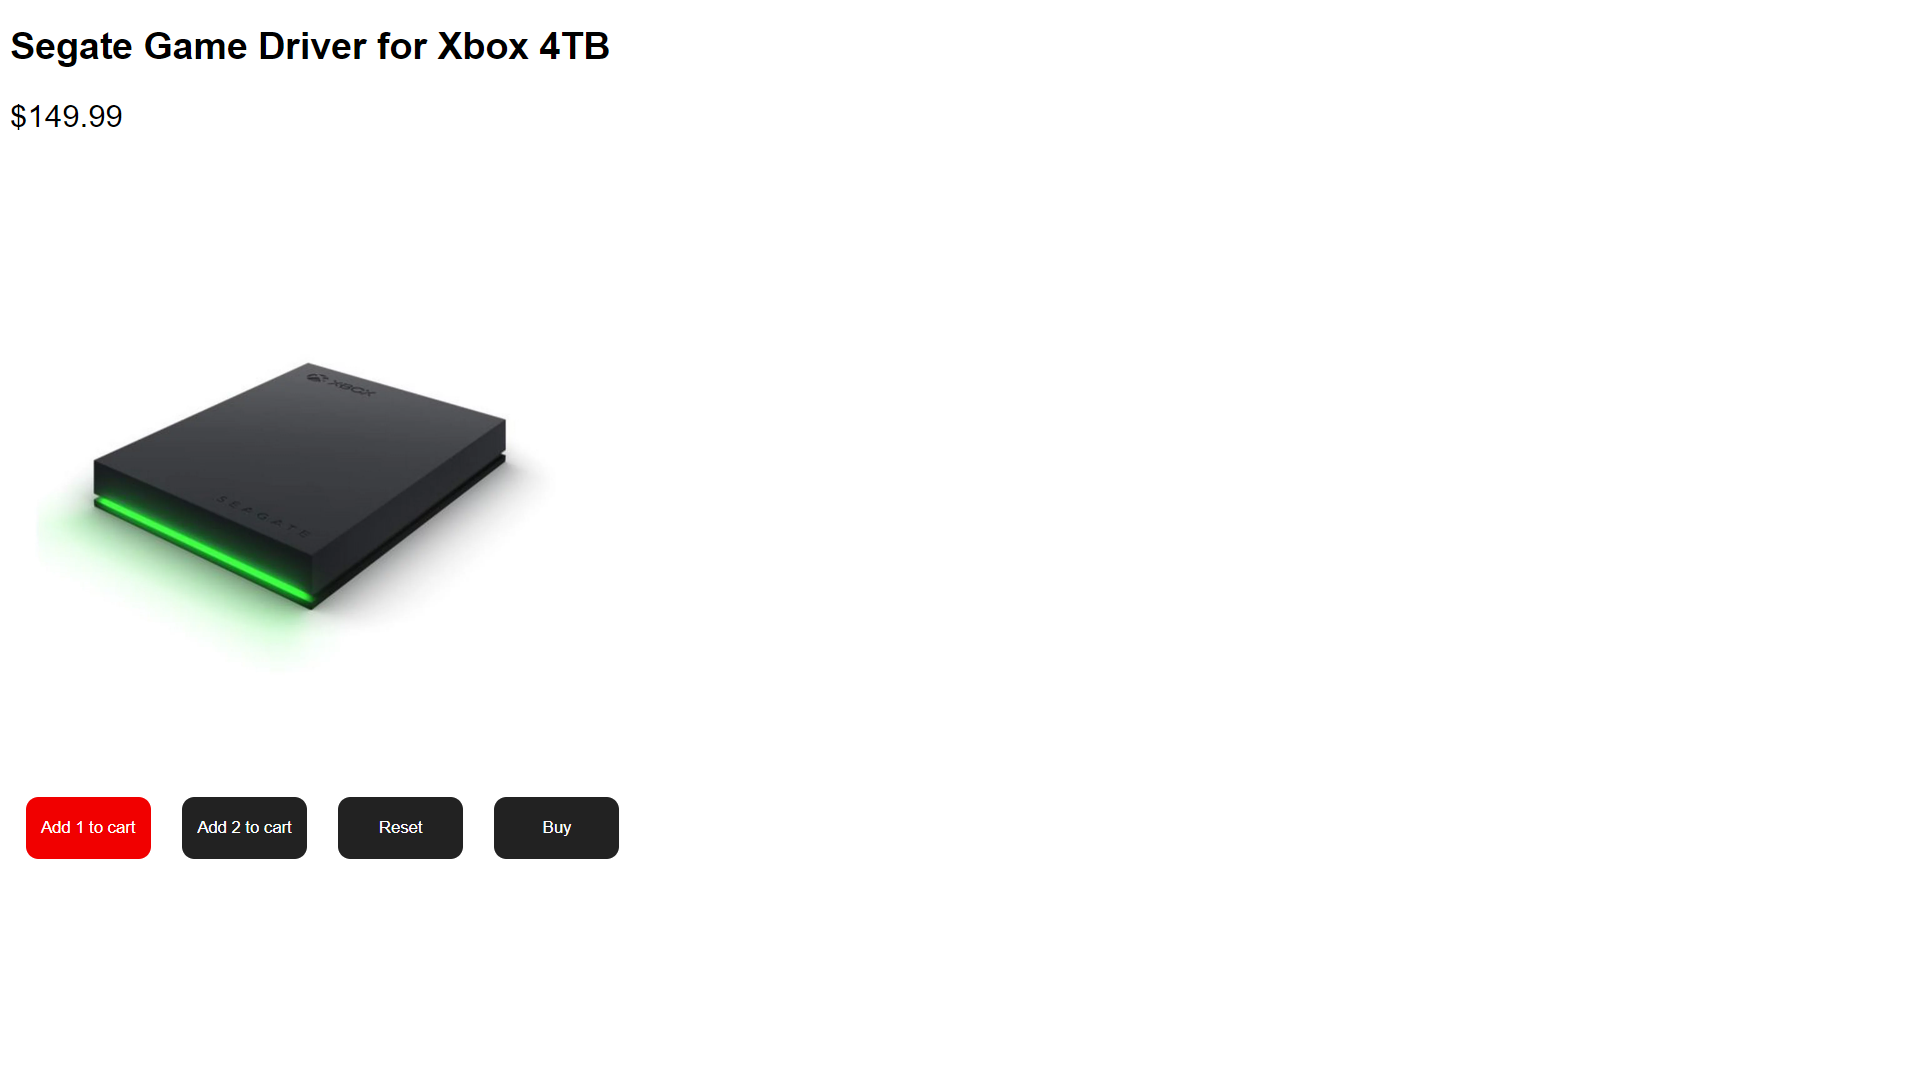 Segate Game Driver for Xbox 4TB
$149.99
XBOX
SEAGATE
Add 1 to cart
Add 2 to cart
Reset
Buy